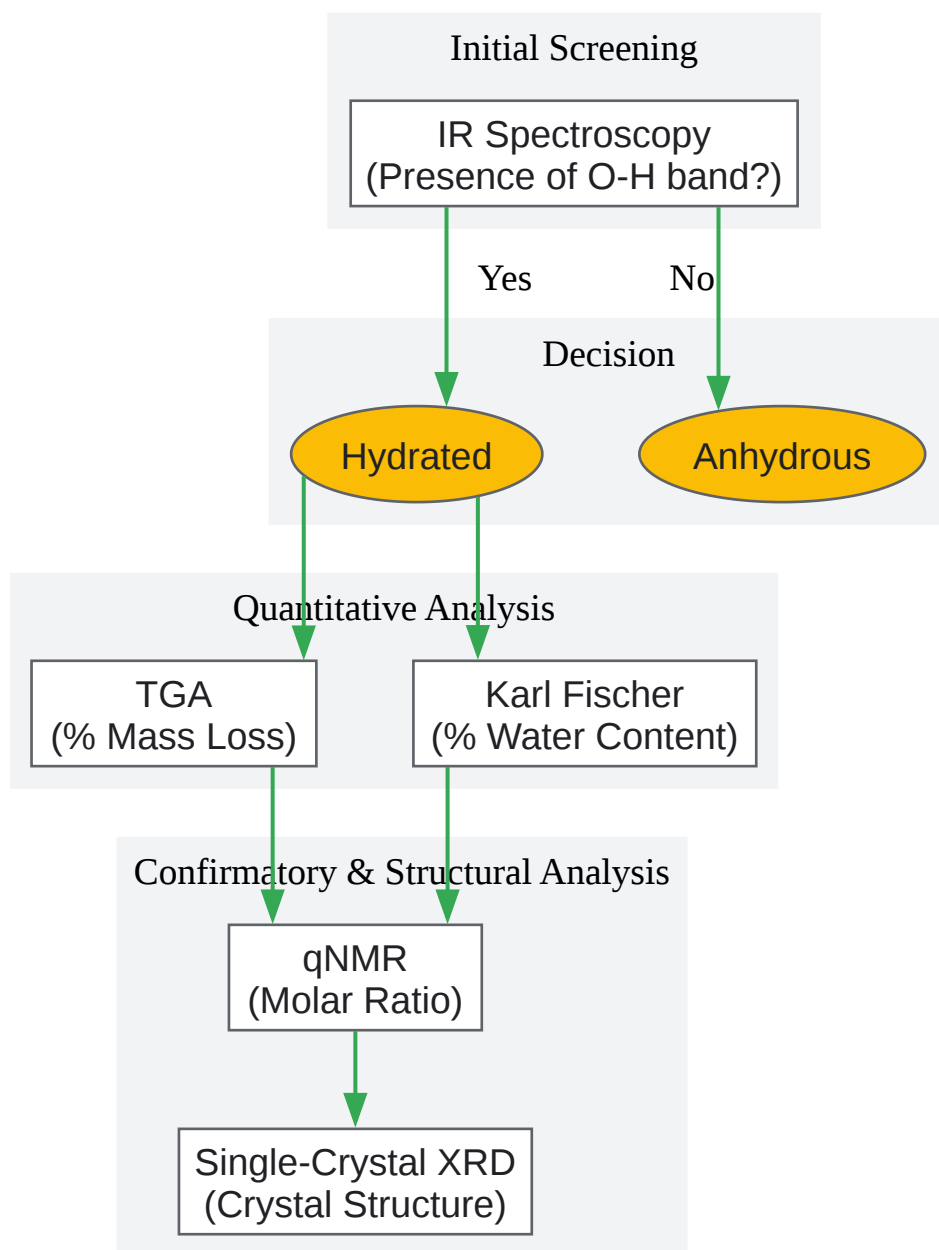 Initial Screening
IR Spectroscopy
(Presence of O-H band?)
Yes
No
Decision
Hydrated
Anhydrous
Quantitative Analysis
TGA
(% Mass Loss)
Karl Fischer
(% Water Content)
Confirmatory & Structural Analysis
qNMR
(Molar Ratio)
Single-Crystal XRD
(Crystal Structure)